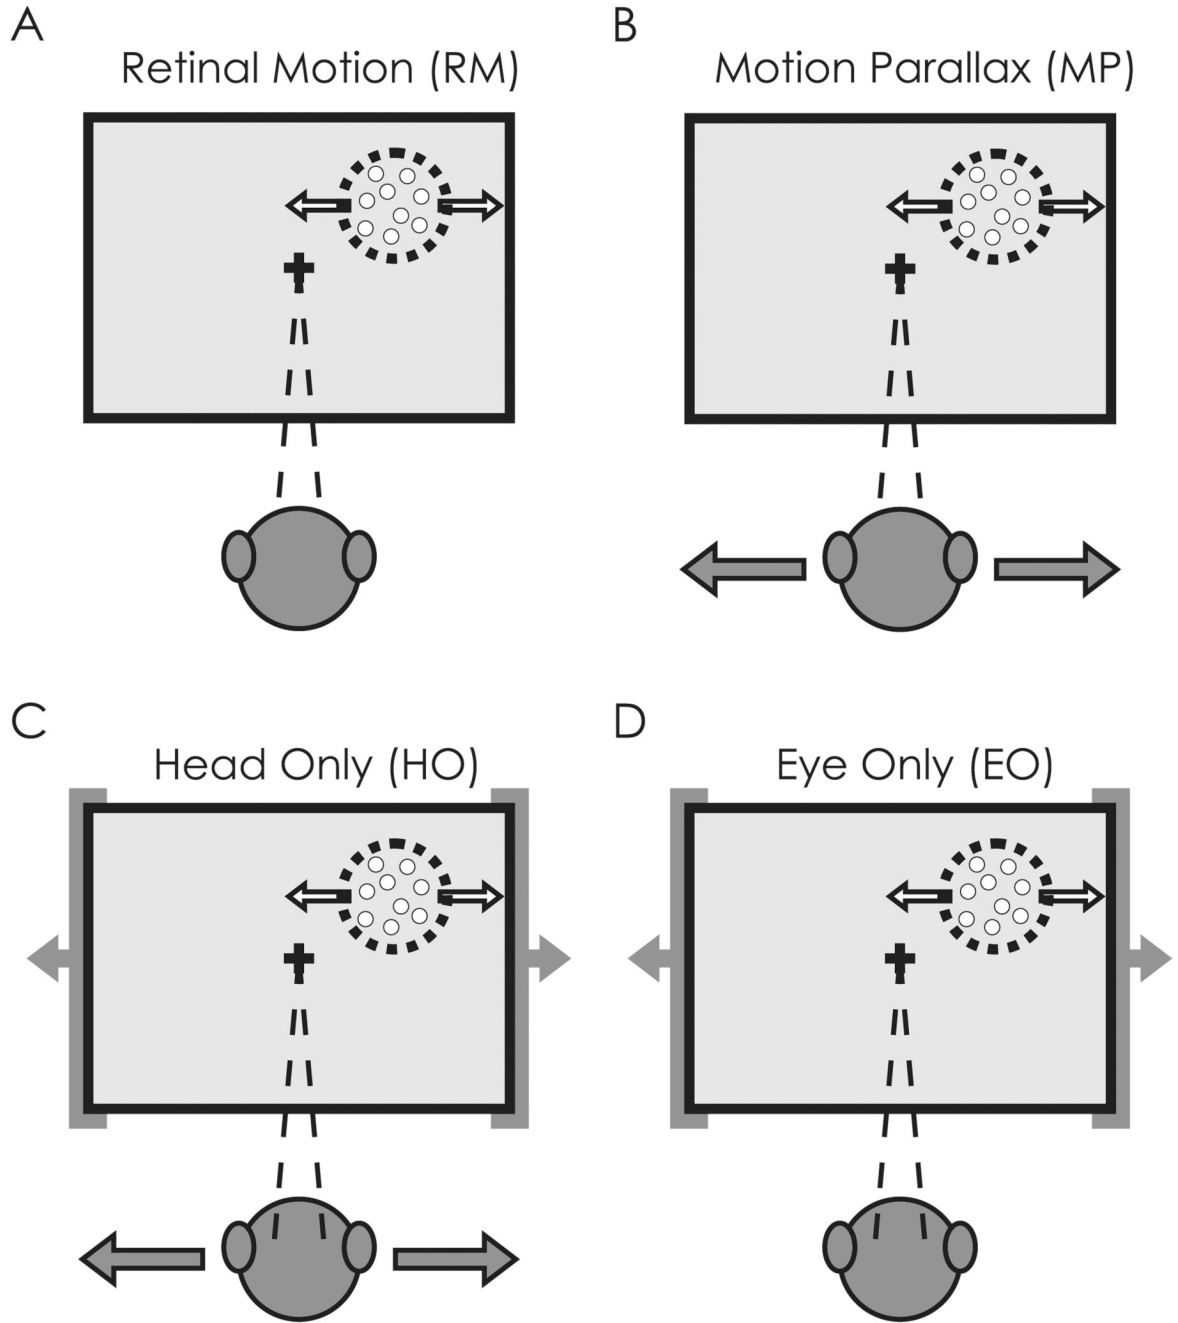 A
Retinal Motion (RM)
B
Motion Parallax (MP)
C
Head Only (HO)
D
Eye Only (EO)